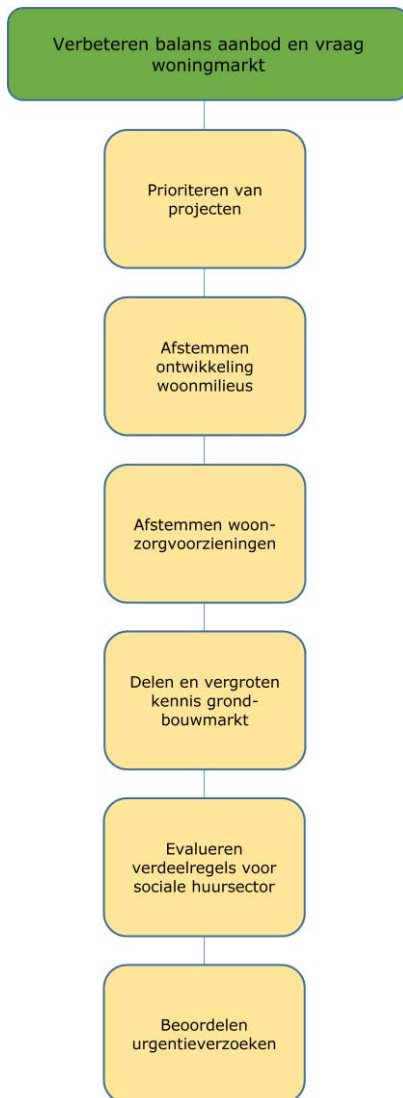 Verbeteren balans aanbod en vraag
woningmarkt
Prioriteren van
projecten
Afstemmen
ontwikkeling
woonmilieus
Afstemmen woon-
zorgvoorzieningen
Delen en vergroten
kennis grond-
bouwmarkt
Evalueren
verdeelregels voor
sociale huursector
Beoordelen
urgentieverzoeken